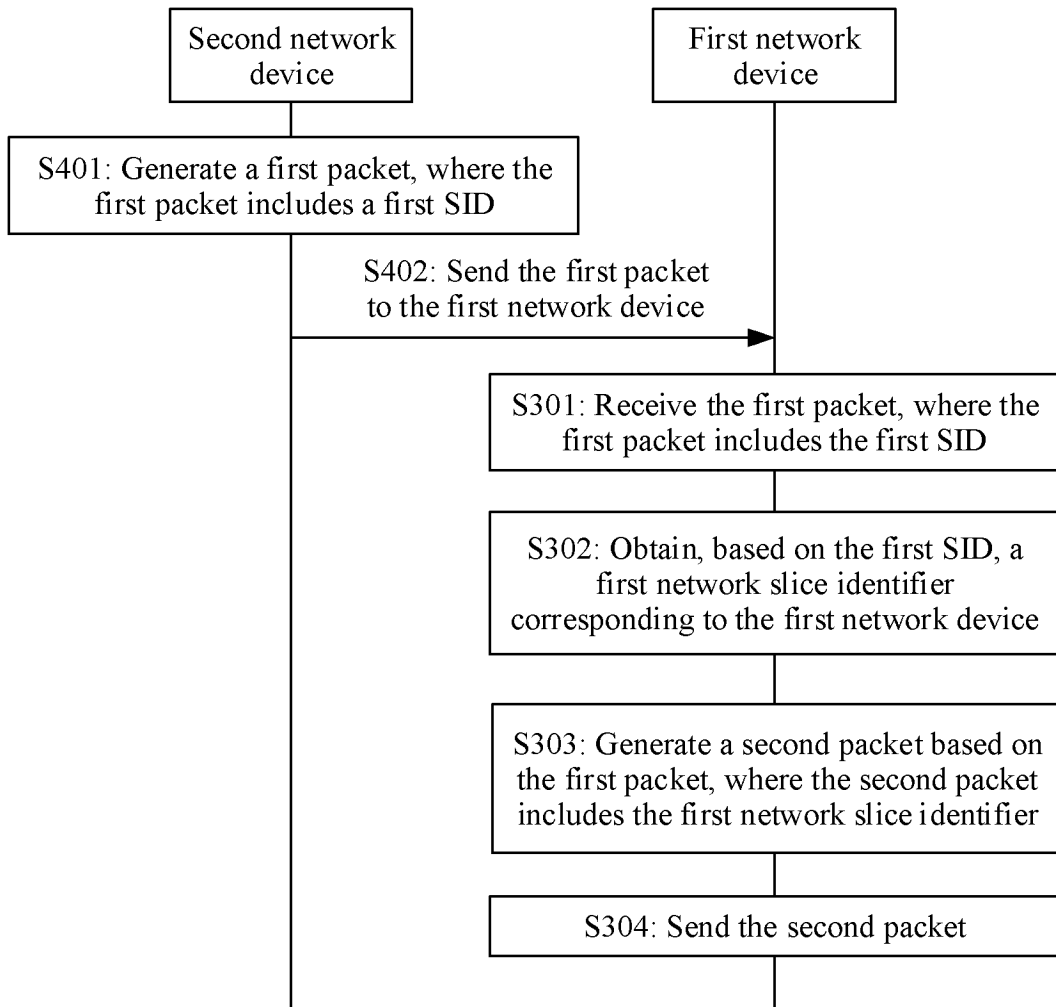 Second network
device
First network
device
S401: Generate a first packet, where the
first packet includes a first SID
S402: Send the first packet
to the first network device
S301: Receive the first packet, where the
first packet includes the first SID
S302: Obtain, based on the first SID, a
first network slice identifier
corresponding to the first network device
S303: Generate a second packet based on
the first packet, where the second packet
includes the first network slice identifier
S304: Send the second packet